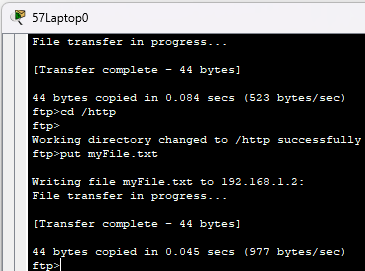 57Laptop0
File transfer in progress...
[Transfer complete - 44 bytes]
44 bytes copied in 0.084 secs (523 bytes/sec)
ftp>cd /http
ftp>
Working directory changed to /http successfully
ftp>put myFile.txt
Writing file myFile.txt to 192.168.1.2:
File transfer in progress...
[Transfer complete - 44 bytes]
44 bytes copied in 0.045 secs (977 bytes/sec)
ftp>